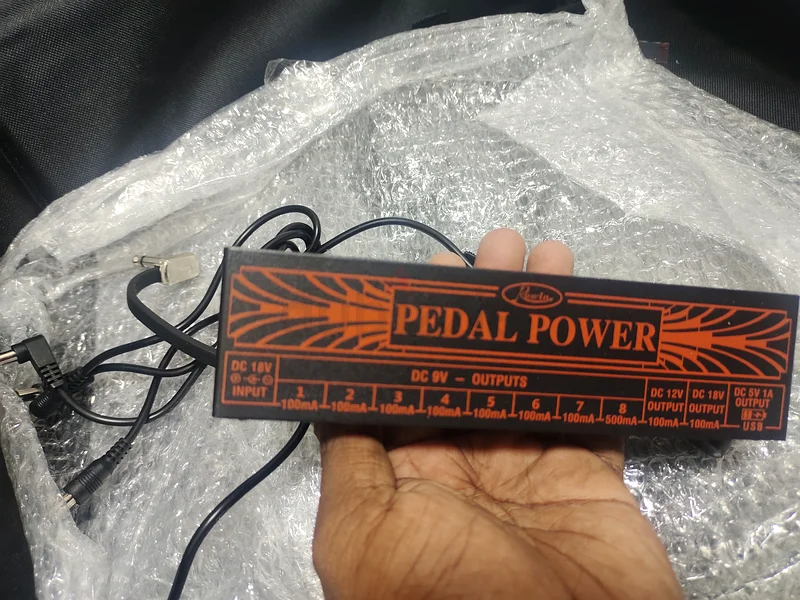 Rowin
PEDAL POWER
DC 18V
INPUT
DC 9V - OUTPUTS
1
100mA
2
100mA
3
100mA
4
100mA
5
100mA
6
100mA
7
100mA
8
500mA
DC 12V
OUTPUT
100mA
DC 18V
OUTPUT
100mA
DC 5V 1A
OUTPUT
USB